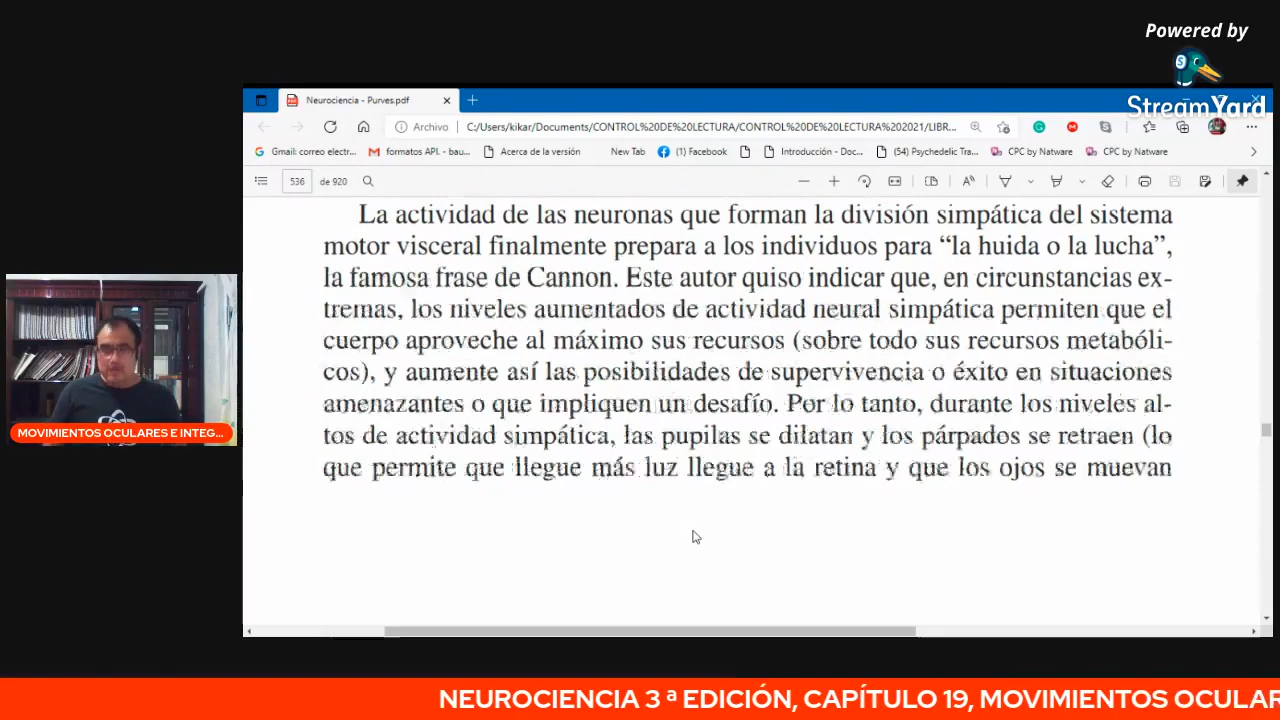 Powered by
StreamYard
Neurociencia - Purves.pdf
Archivo C:/Users/kikar/Documents/CONTROL%20DE%20LECTURA/CONTROL%20DE%20LECTURA%202021/LIBR...
Gmail: correo electr... formatos API. - bau... Acerca de la versión New Tab (1) Facebook Introducción - Doc... (54) Psychedelic Tra... CPC by Natware CPC by Natware
536 de 920
La actividad de las neuronas que forman la división simpática del sistema
motor visceral finalmente prepara a los individuos para “la huida o la lucha”,
la famosa frase de Cannon. Este autor quiso indicar que, en circunstancias ex-
tremas, los niveles aumentados de actividad neural simpática permiten que el
cuerpo aproveche al máximo sus recursos (sobre todo sus recursos metabóli-
cos), y aumente así las posibilidades de supervivencia o éxito en situaciones
amenazantes o que impliquen un desafío. Por lo tanto, durante los niveles al-
tos de actividad simpática, las pupilas se dilatan y los párpados se retraen (lo
que permite que llegue más luz llegue a la retina y que los ojos se muevan
MOVIMIENTOS OCULARES E INTEG...
NEUROCIENCIA 3 ª EDICIÓN, CAPÍTULO 19, MOVIMIENTOS OCULAR